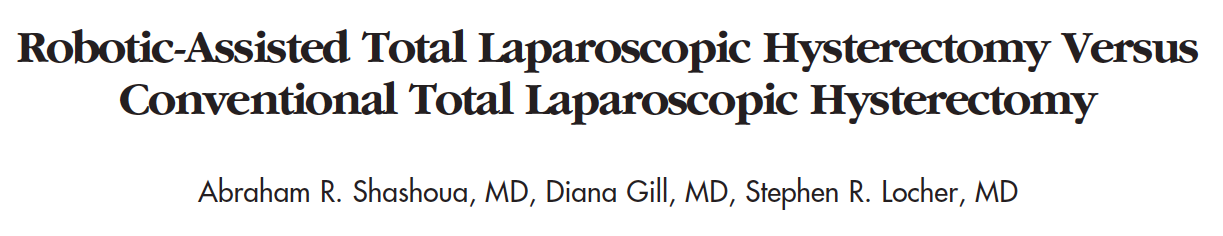 Robotic-Assisted Total Laparoscopic Hysterectomy Versus
Conventional Total Laparoscopic Hysterectomy
Abraham R. Shashoua, MD, Diana Gill, MD, Stephen R. Locher, MD